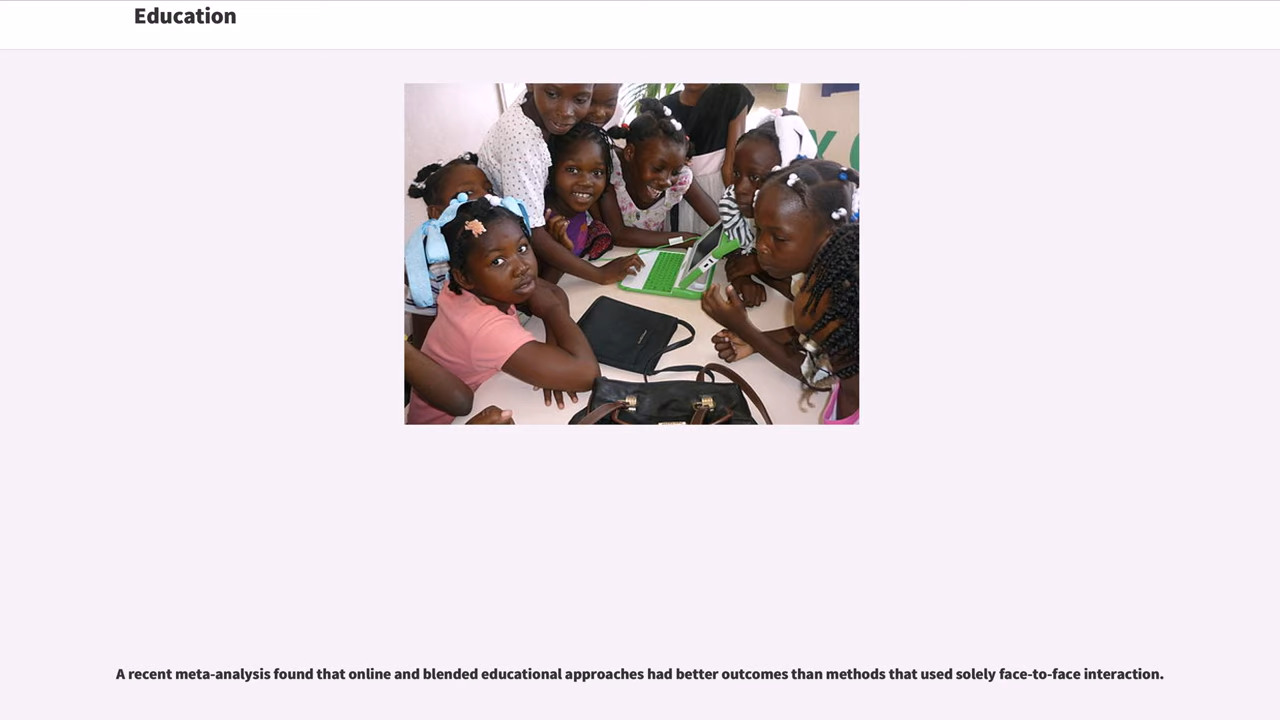 Education
A recent meta-analysis found that online and blended educational approaches had better outcomes than methods that used solely face-to-face interaction.